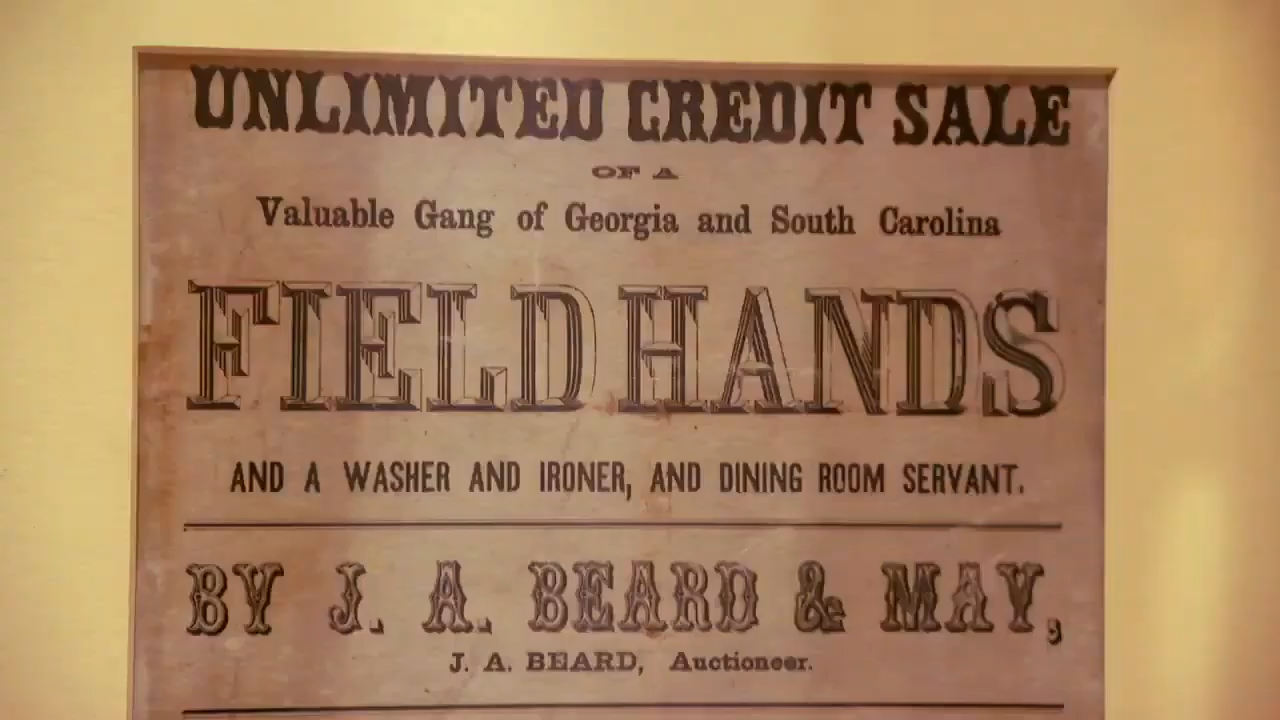 UNLIMITED CREDIT SALE
OF A
Valuable Gang of Georgia and South Carolina
FIELD HANDS
AND A WASHER AND IRONER, AND DINING ROOM SERVANT.
BY J. A. BEARD & MAY,
J. A. BEARD, Auctioneer.